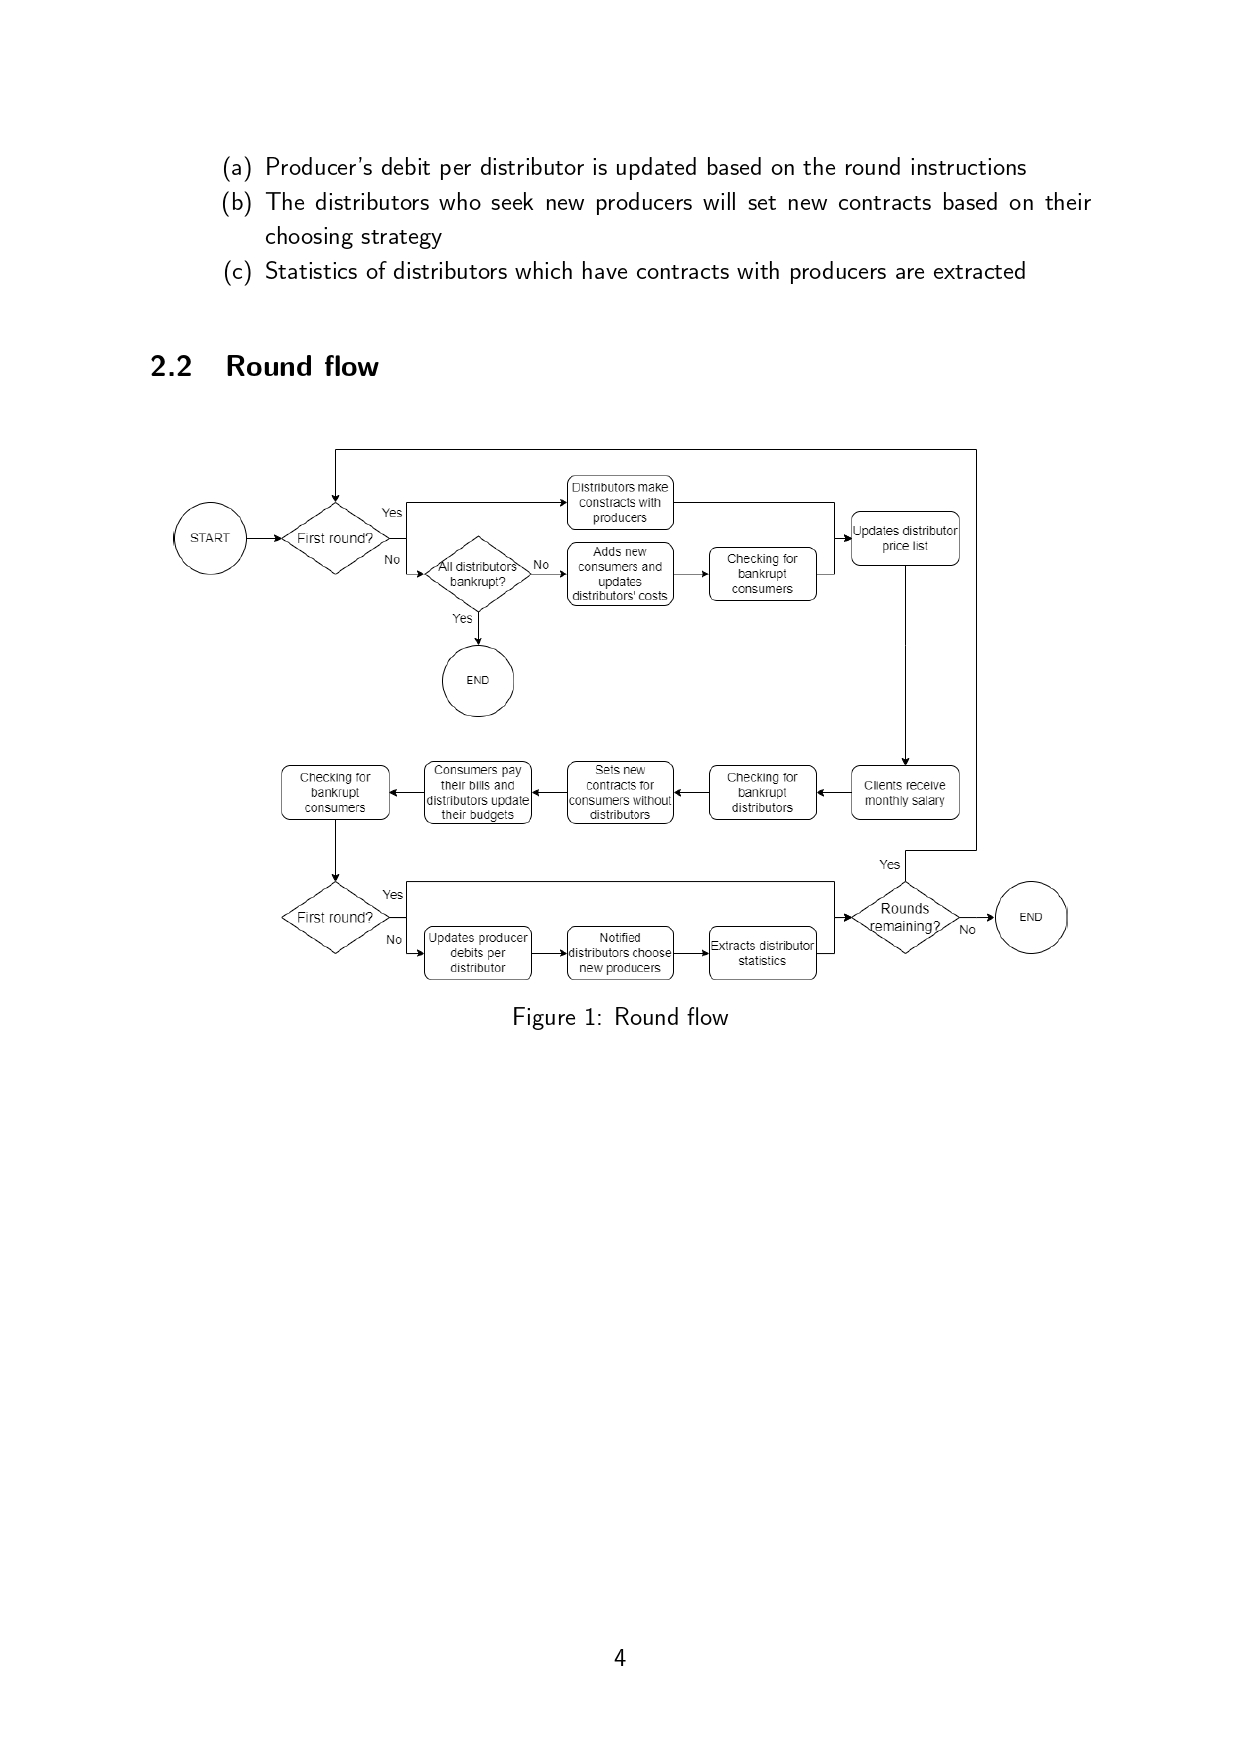 (a) Producer's debit per distributor is updated based on the round instructions
(b) The distributors who seek new producers will set new contracts based on their
choosing strategy
(c) Statistics of distributors which have contracts with producers are extracted
2.2 Round flow
START
First round?
Yes
No
Distributors make
constracts with
producers
All distributors
bankrupt?
No
Yes
END
Adds new
consumers and
updates
distributors' costs
Checking for
bankrupt
consumers
Updates distributor
price list
Clients receive
monthly salary
Checking for
bankrupt
distributors
Sets new
contracts for
consumers without
distributors
Consumers pay
their bills and
distributors update
their budgets
Checking for
bankrupt
consumers
First round?
Yes
No
Updates producer
debits per
distributor
Notified
distributors choose
new producers
Extracts distributor
statistics
Rounds
remaining?
Yes
No
END
Figure 1: Round flow
4